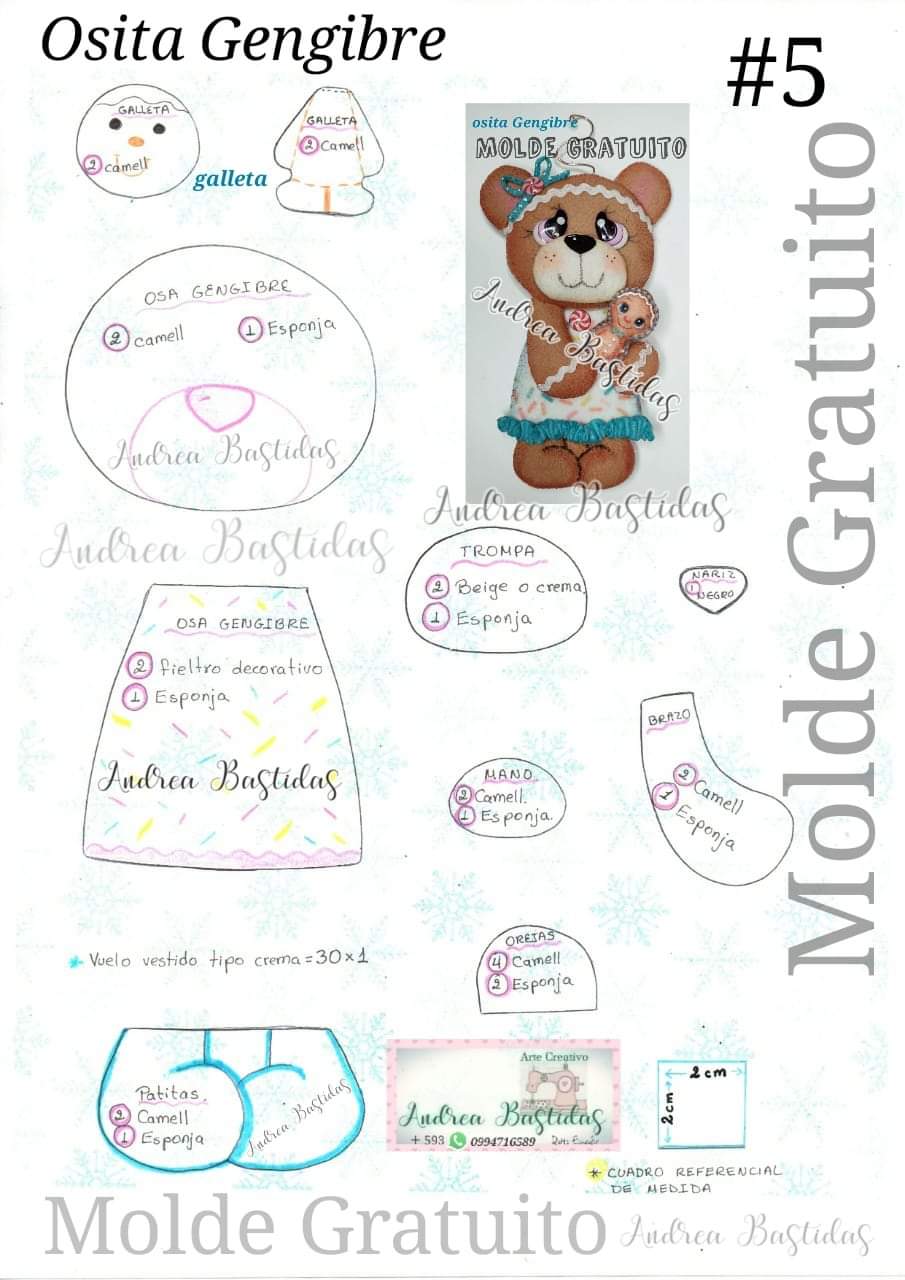 Osita Gengibre
#5
GALLETA
2 camell
GALLETA
2 Camell
galleta
osita Gengibre
MOLDE GRATUITO
Andrea Bastidas
OSA GENGIBRE
2 camell
1 Esponja
Andrea Bastidas
Andrea Bastidas
Andrea Bastidas
TROMPA
2 Beige o crema
1 Esponja
NARIZ
1 NEGRO
OSA GENGIBRE
2 fieltro decorativo
1 Esponja
Andrea Bastidas
BRAZO
2 Camell
1 Esponja
MANO
2 Camell.
1 Esponja.
OREJAS
4 Camell
2 Esponja
* Vuelo vestido tipo crema = 30 x 1
Patitas.
2 Camell
1 Esponja
Andrea Bastidas
Arte Creativo
Andrea Bastidas
+ 593 0994716589
2 cm
2 cm
* CUADRO REFERENCIAL
DE MEDIDA
Molde Gratuito
Andrea Bastidas
Molde Gratuito